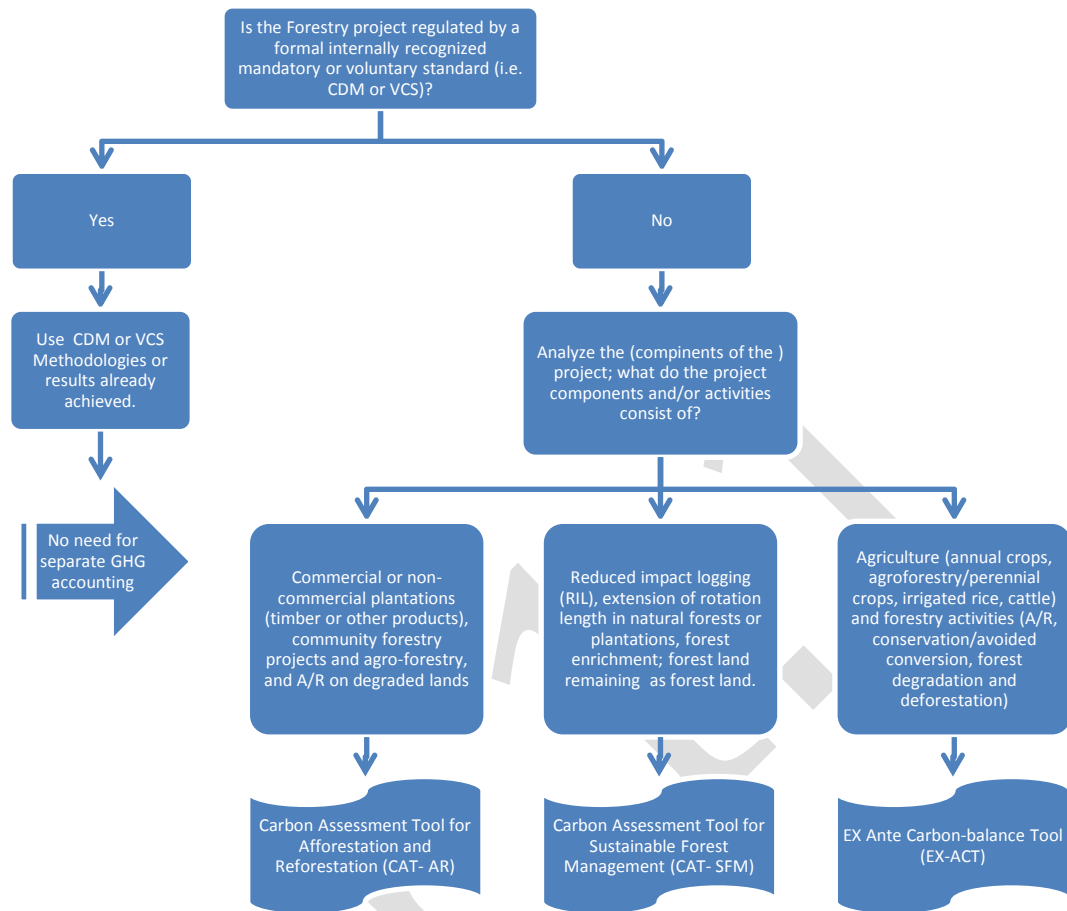 Is the Forestry project regulated by a
formal internally recognized
mandatory or voluntary standard (i.e.
CDM or VCS)?
Yes
No
Use CDM or VCS
Methodologies or
results already
achieved.
Analyze the (compinents of the )
project; what do the project
components and/or activities
consist of?
No need for
separate GHG
accounting
Commercial or non-
commercial plantations
(timber or other products),
community forestry
projects and agro-forestry,
and A/R on degraded lands
Reduced impact logging
(RIL), extension of rotation
length in natural forests or
plantations, forest
enrichment; forest land
remaining as forest land.
Agriculture (annual crops,
agroforestry/perennial
crops, irrigated rice, cattle)
and forestry activities (A/R,
conservation/avoided
conversion, forest
degradation and
deforestation)
Carbon Assessment Tool for
Afforestation and
Reforestation (CAT- AR)
Carbon Assessment Tool for
Sustainable Forest
Management (CAT- SFM)
EX Ante Carbon-balance Tool
(EX-ACT)